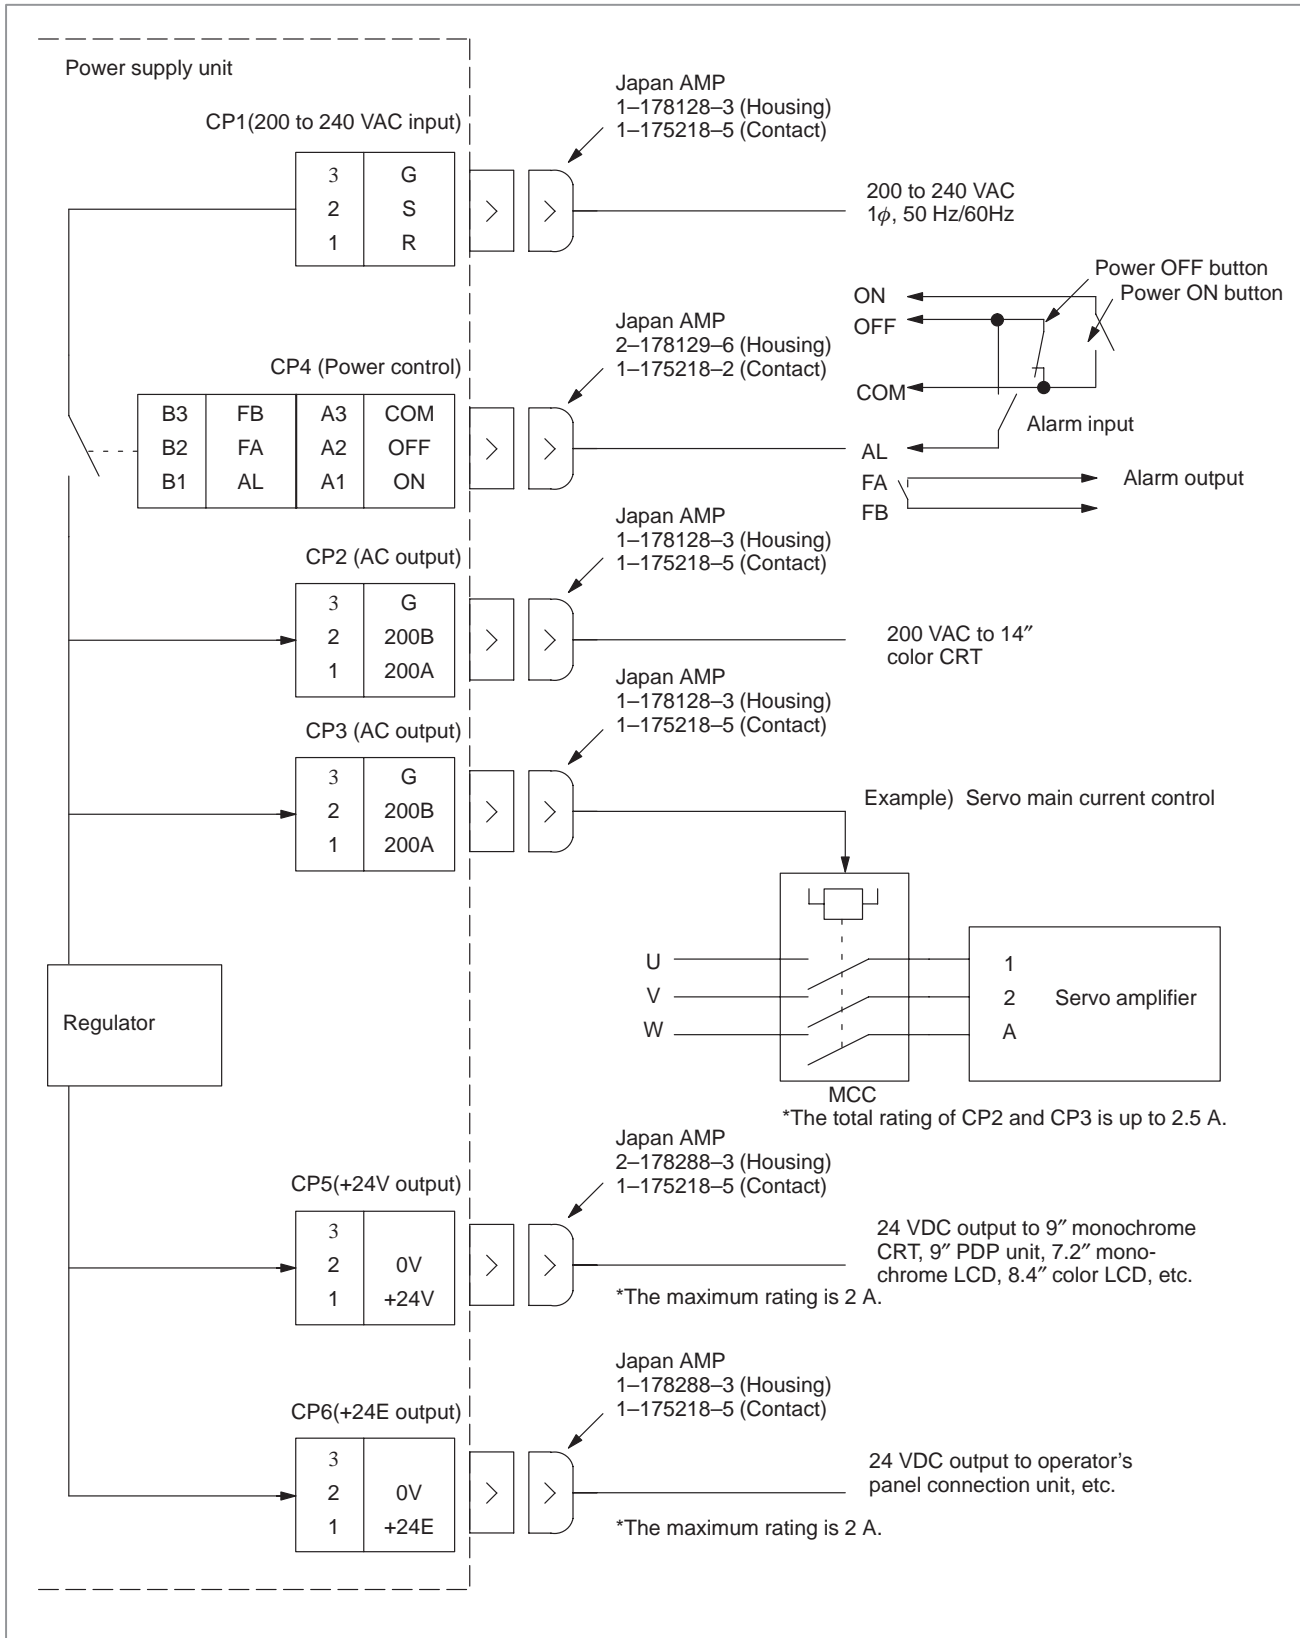 Power supply unit
CP1(200 to 240 VAC input)
3 G
2 S
1 R
Japan AMP
1–178128–3 (Housing)
1–175218–5 (Contact)
200 to 240 VAC
1ϕ, 50 Hz/60Hz
Power OFF button
Power ON button
ON
OFF
COM
AL
FA
FB
Alarm input
Alarm output
Japan AMP
2–178129–6 (Housing)
1–175218–2 (Contact)
CP4 (Power control)
B3 FB A3 COM
B2 FA A2 OFF
B1 AL A1 ON
Japan AMP
1–178128–3 (Housing)
1–175218–5 (Contact)
CP2 (AC output)
3 G
2 200B
1 200A
200 VAC to 14″
color CRT
Japan AMP
1–178128–3 (Housing)
1–175218–5 (Contact)
CP3 (AC output)
3 G
2 200B
1 200A
Example) Servo main current control
U
V
W
1
2
A
Servo amplifier
MCC
*The total rating of CP2 and CP3 is up to 2.5 A.
Regulator
Japan AMP
2–178288–3 (Housing)
1–175218–5 (Contact)
CP5(+24V output)
3
2 0V
1 +24V
24 VDC output to 9″ monochrome
CRT, 9″ PDP unit, 7.2″ mono-
chrome LCD, 8.4″ color LCD, etc.
*The maximum rating is 2 A.
Japan AMP
1–178288–3 (Housing)
1–175218–5 (Contact)
CP6(+24E output)
3
2 0V
1 +24E
24 VDC output to operator’s
panel connection unit, etc.
*The maximum rating is 2 A.